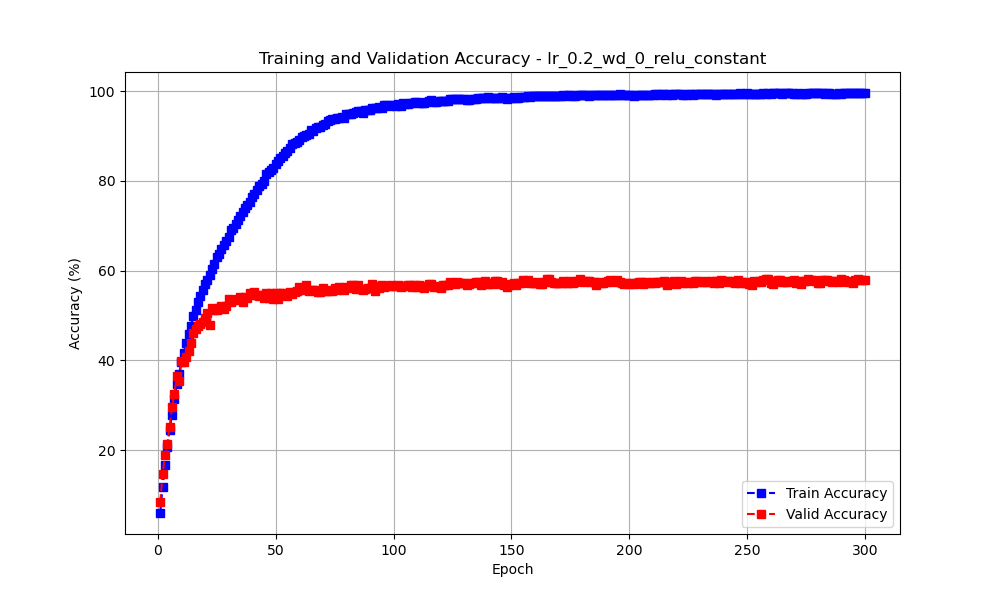 Training and Validation Accuracy - lr_0.2_wd_0_relu_constant
Accuracy (%)
100
80
60
40
20
0
50
100
150
200
250
300
Epoch
Train Accuracy
Valid Accuracy